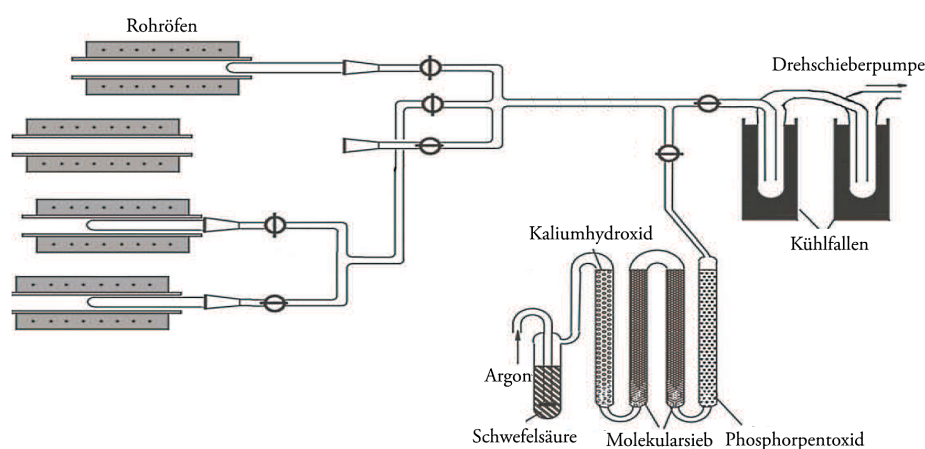 Rohröfen
Drehschieberpumpe
Kühlfallen
Kaliumhydroxid
Argon
Schwefelsäure
Molekularsieb
Phosphorpentoxid